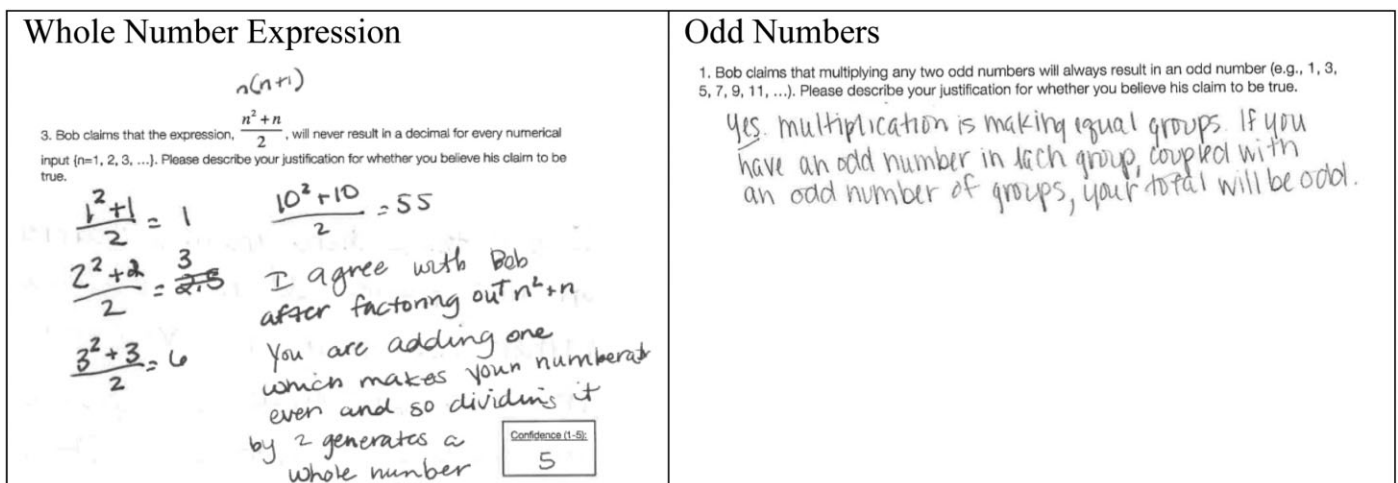 Whole Number Expression
n(n+1)
3. Bob claims that the expression, (n² + n)/2, will never result in a decimal for every numerical
input {n=1, 2, 3, ...}. Please describe your justification for whether you believe his claim to be
true.
(1²+1)/2 = 1
(2²+2)/2 = 3 2.5
(3²+3)/2 = 6
(10²+10)/2 = 55
I agree with Bob
after factoring out n²+n
You are adding one
which makes your numberat
even and so dividing it
by 2 generates a
whole number
Confidence (1-5):
5
Odd Numbers
1. Bob claims that multiplying any two odd numbers will always result in an odd number (e.g., 1, 3,
5, 7, 9, 11, ...). Please describe your justification for whether you believe his claim to be true.
Yes. multiplication is making equal groups. If you
have an odd number in each group, coupled with
an odd number of groups, your total will be odd.